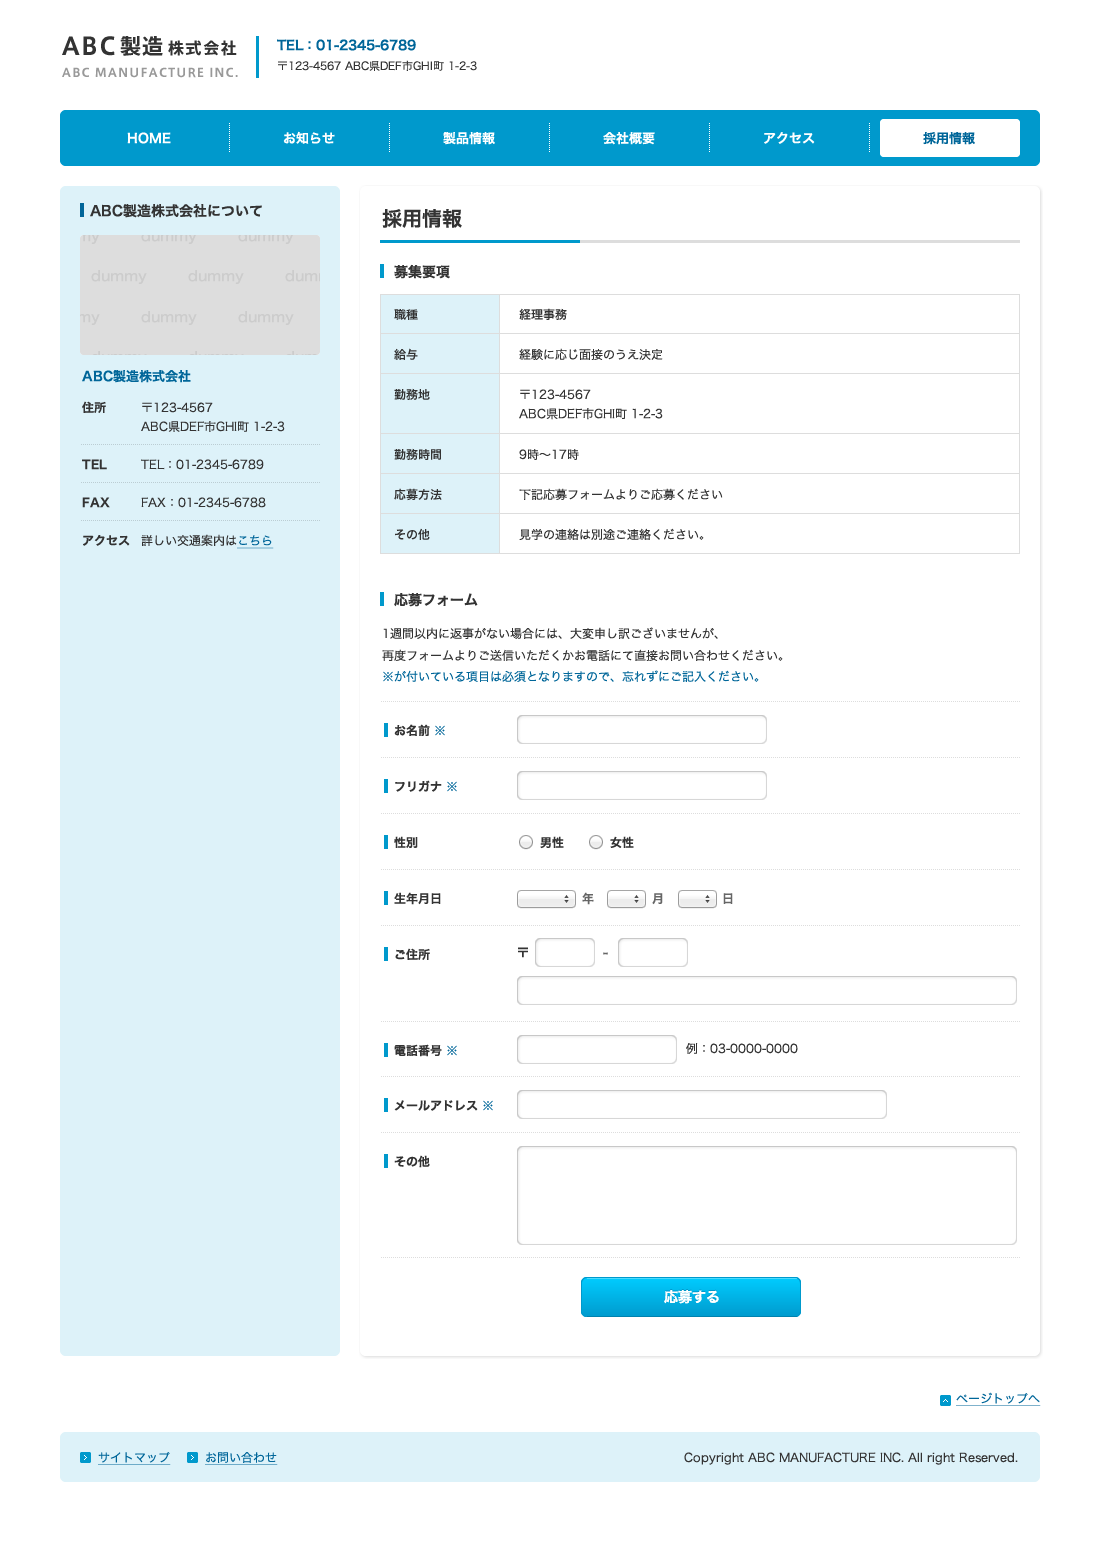 ABC製造 株式会社
ABC MANUFACTURE INC.
TEL：01-2345-6789
〒123-4567 ABC県DEF市GHI町 1-2-3
HOME
お知らせ
製品情報
会社概要
アクセス
採用情報
ABC製造株式会社について
dummy dummy
dummy dummy dummy
dummy dummy dummy
dummy dummy dummy
ABC製造株式会社
住所 〒123-4567
ABC県DEF市GHI町 1-2-3
TEL TEL：01-2345-6789
FAX FAX：01-2345-6788
アクセス 詳しい交通案内はこちら
採用情報
募集要項
職種 経理事務
給与 経験に応じ面接のうえ決定
勤務地 〒123-4567
ABC県DEF市GHI町 1-2-3
勤務時間 9時〜17時
応募方法 下記応募フォームよりご応募ください
その他 見学の連絡は別途ご連絡ください。
応募フォーム
1週間以内に返事がない場合には、大変申し訳ございませんが、
再度フォームよりご送信いただくかお電話にて直接お問い合わせください。
※が付いている項目は必須となりますので、忘れずにご記入ください。
お名前 ※
フリガナ ※
性別 男性 女性
生年月日 年 月 日
ご住所 〒 -
電話番号 ※ 例：03-0000-0000
メールアドレス ※
その他
応募する
ページトップへ
サイトマップ お問い合わせ
Copyright ABC MANUFACTURE INC. All right Reserved.